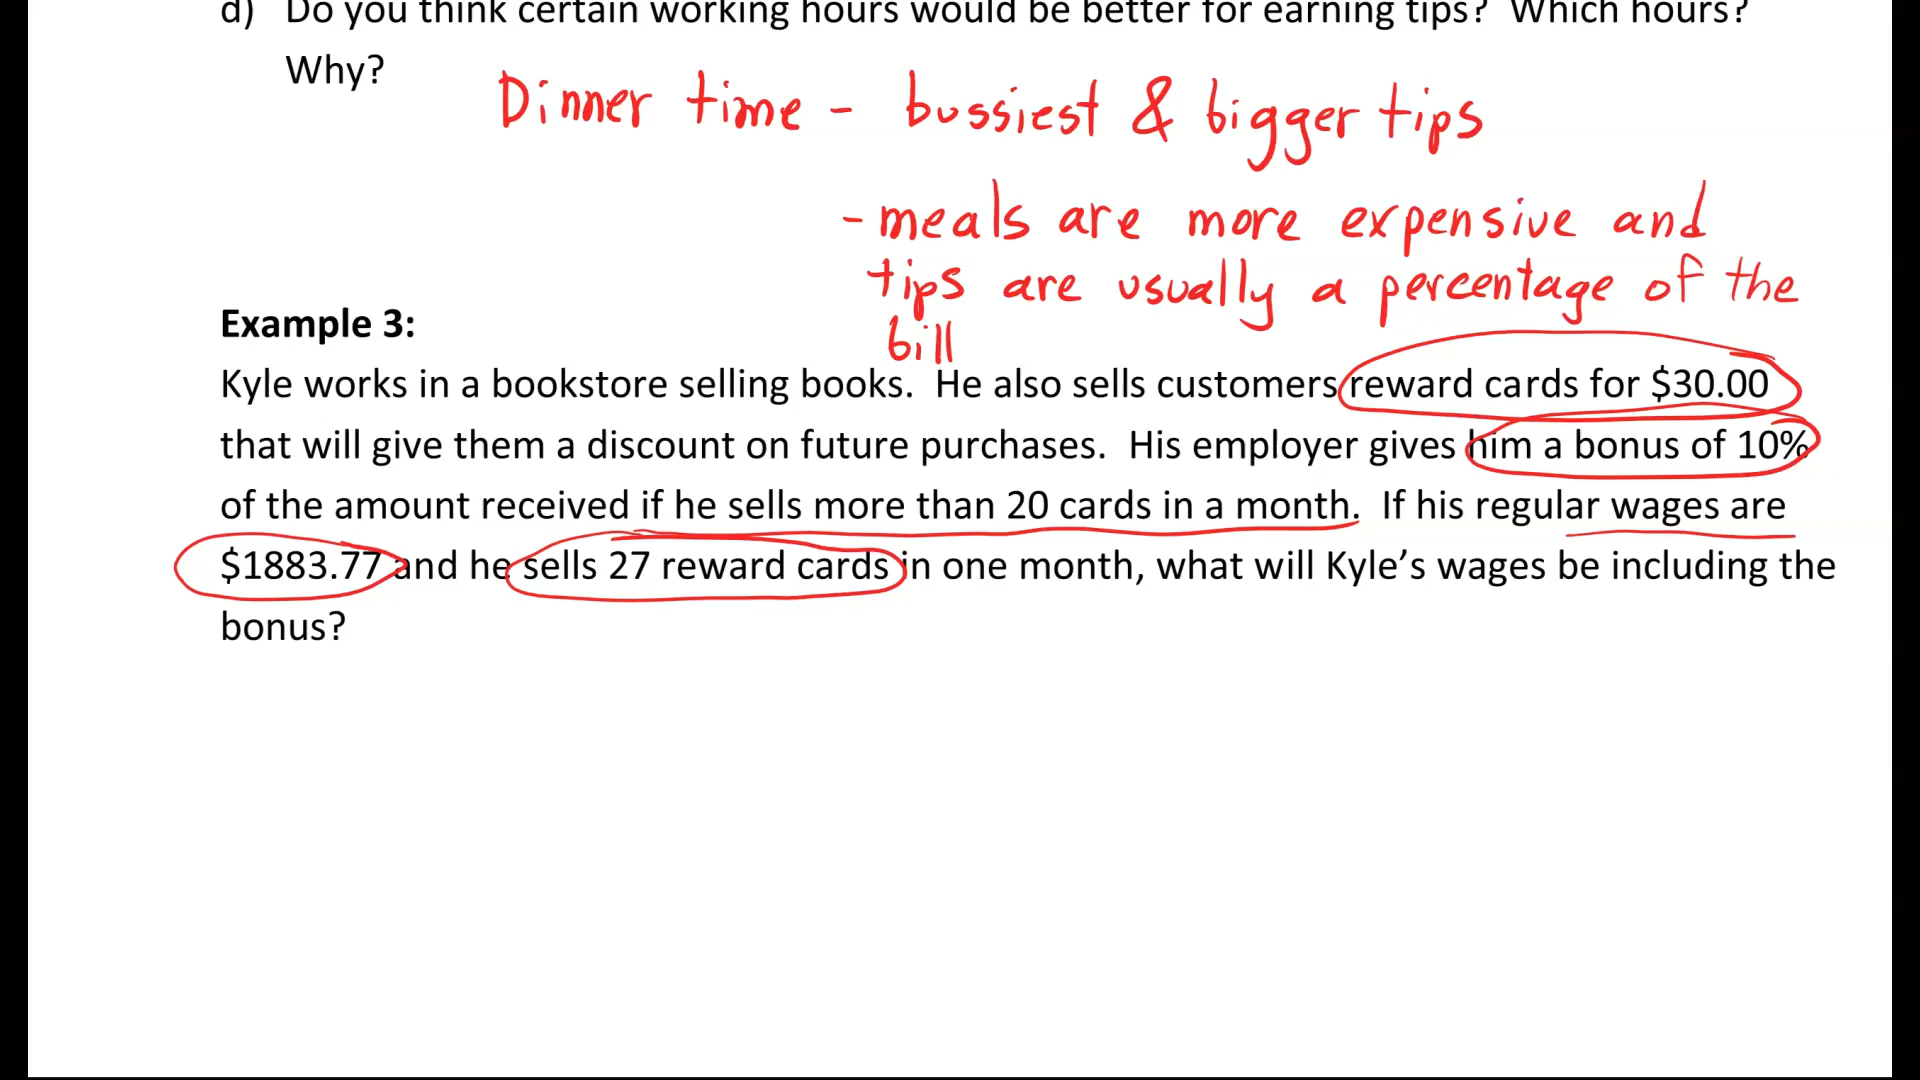 d) Do you think certain working hours would be better for earning tips? Which hours?
Why?
Dinner time - bussiest & bigger tips
- meals are more expensive and
tips are usually a percentage of the
bill
Example 3:
Kyle works in a bookstore selling books. He also sells customers reward cards for $30.00
that will give them a discount on future purchases. His employer gives him a bonus of 10%
of the amount received if he sells more than 20 cards in a month. If his regular wages are
$1883.77 and he sells 27 reward cards in one month, what will Kyle’s wages be including the
bonus?